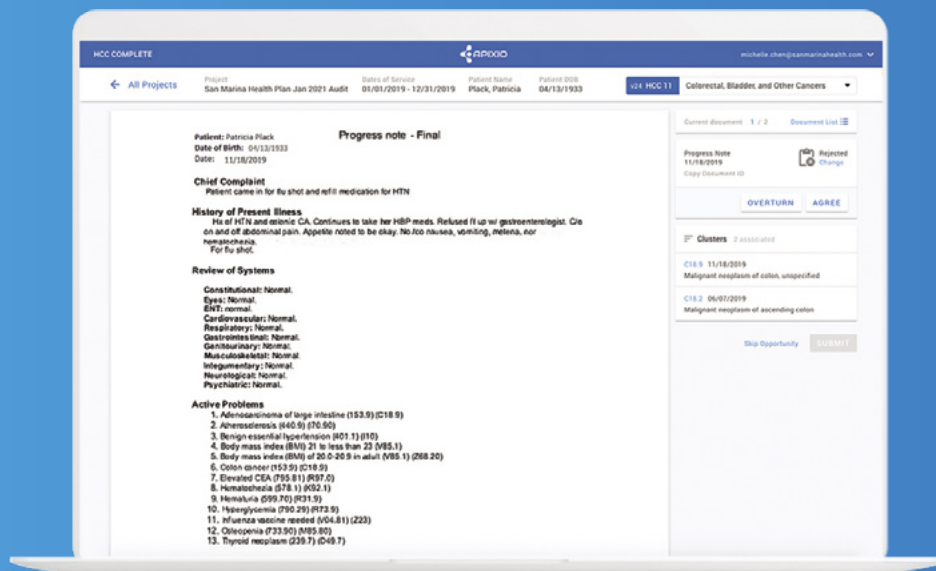 HCC COMPLETE
APIXIO
michelle.chen@sanmarinahealth.com
All Projects
Project
San Marina Health Plan Jan 2021 Audit
Dates of Service
01/01/2019 - 12/31/2019
Patient Name
Plack, Patricia
Patient DOB
04/13/1933
v24 HCC 11
Colorectal, Bladder, and Other Cancers
Patient: Patricia Plack
Progress note - Final
Date of Birth: 04/13/1933
Date: 11/18/2019
Chief Complaint
Patient came in for flu shot and refill medication for HTN
History of Present Illness
Hx of HTN and colonic CA. Continues to take her HBP meds. Refused f/l up w/ gastroenterologist. C/o
on and off abdominal pain. Appetite noted to be okay. No /co nausea, vomiting, melena, nor
hematochezia.
For flu shot.
Review of Systems
Constitutional: Normal.
Eyes: Normal.
ENT: normal.
Cardiovascular: Normal.
Respiratory: Normal.
Gastrointestinal: Normal.
Genitourinary: Normal.
Musculoskeletal: Normal.
Integumentary: Normal.
Neurological: Normal.
Psychiatric: Normal.
Active Problems
1. Adenocarcinoma of large intestine (153.9) (C18.9)
2. Atherosclerosis (440.9) (I70.90)
3. Benign essential hypertension (401.1) (I10)
4. Body mass index (BMI) 21 to less than 23 (V85.1)
5. Body mass index (BMI) of 20.0-20.9 in adult (V85.1) (Z68.20)
6. Colon cancer (153.9) (C18.9)
7. Elevated CEA (795.81) (R97.0)
8. Hematochezia (578.1) (K92.1)
9. Hematuria (599.70) (R31.9)
10. Hyperglycemia (790.29) (R73.9)
11. Influenza vaccine needed (V04.81) (Z23)
12. Osteopenia (733.90) (M85.80)
13. Thyroid neoplasm (239.7) (D49.7)
Current document 1 / 2
Document List
Progress Note
11/18/2019
Copy Document ID
Rejected
Change
OVERTURN
AGREE
Clusters 2 associated
C18.9 11/18/2019
Malignant neoplasm of colon, unspecified
C18.2 06/07/2019
Malignant neoplasm of ascending colon
Skip Opportunity
SUBMIT